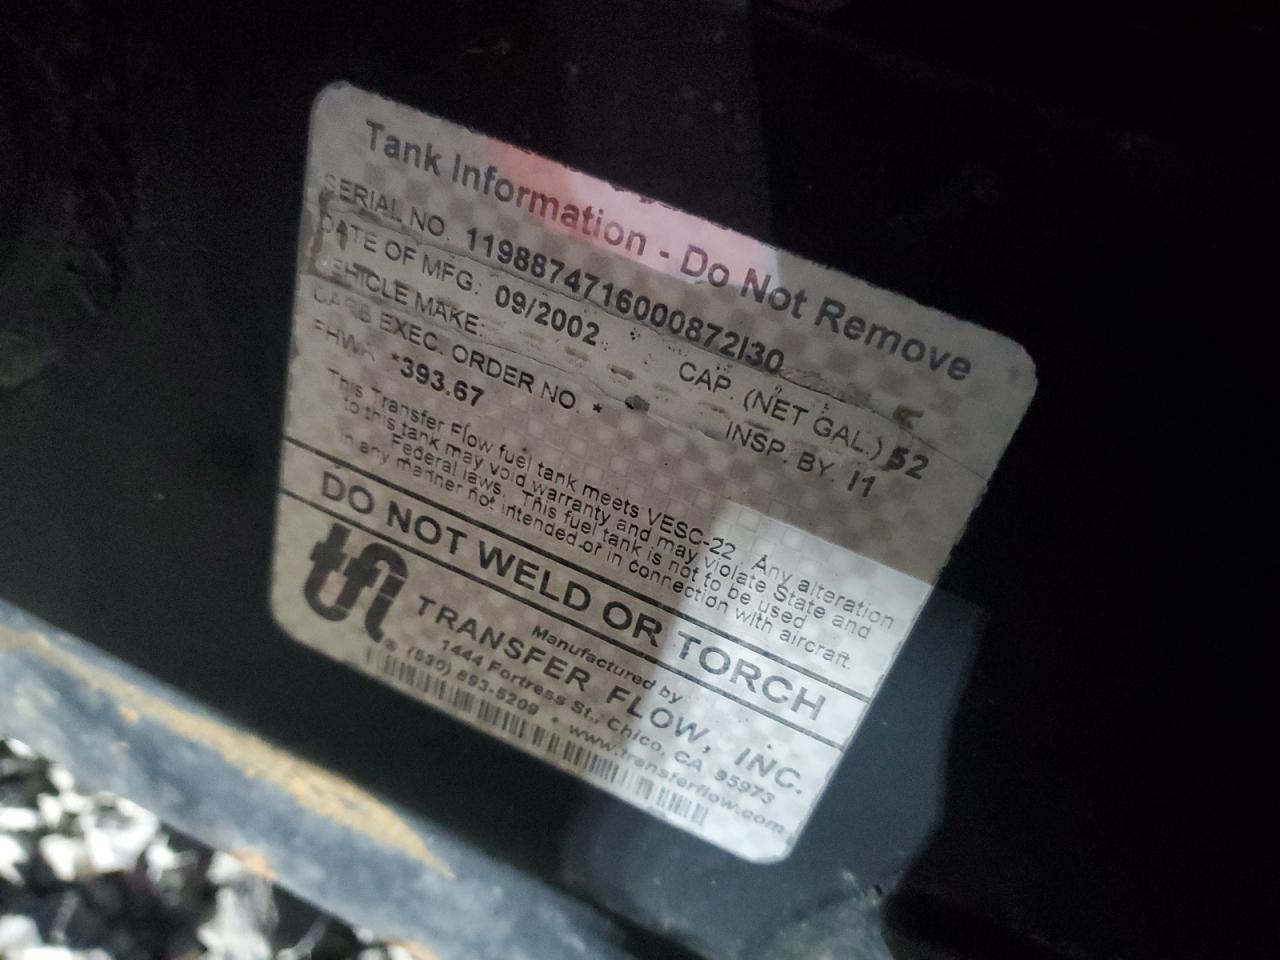 Tank Information - Do Not Remove
SERIAL NO. 1198874716000872I30
DATE OF MFG: 09/2002 CAP. (NET GAL.) 52
VEHICLE MAKE: INSP. BY: I1
CARB EXEC. ORDER NO. *
FHWA *393.67
This Transfer Flow fuel tank meets VESC-22. Any alteration
to this tank may void warranty and may violate State and
Federal laws. This fuel tank is not to be used
in any manner not intended or in connection with aircraft.
DO NOT WELD OR TORCH
tfi
Manufactured by
TRANSFER FLOW, INC.
1444 Fortress St., Chico, CA 95973
® (530) 893-5209 • www.transferflow.com